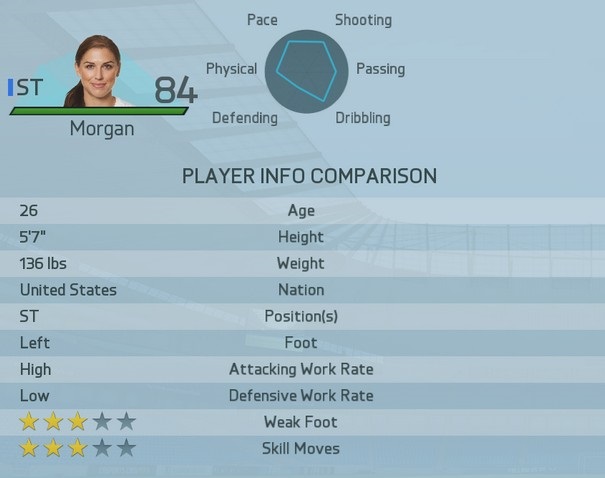 Pace Shooting
ST 84 Physical Passing
Morgan Defending Dribbling
PLAYER INFO COMPARISON
26 Age
5'7" Height
136 lbs Weight
United States Nation
ST Position(s)
Left Foot
High Attacking Work Rate
Low Defensive Work Rate
Weak Foot
Skill Moves